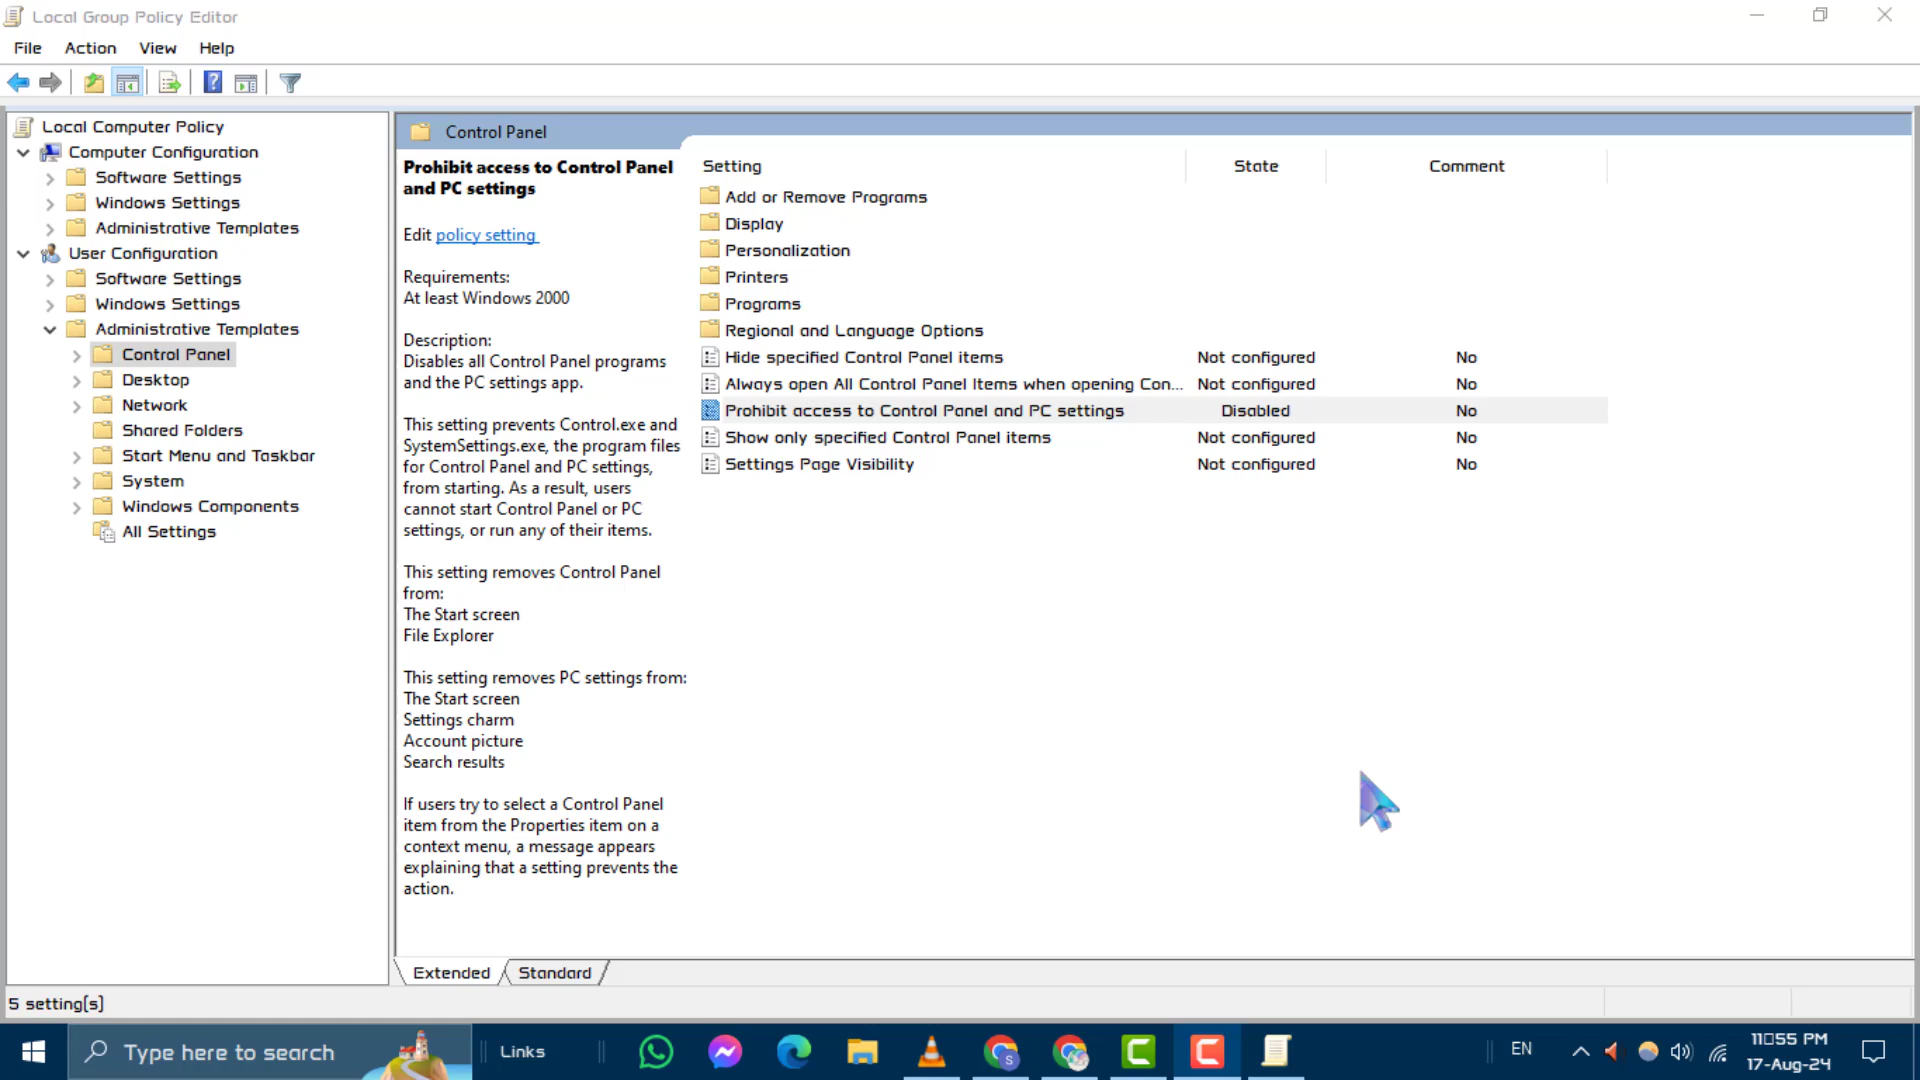 Local Group Policy Editor
File Action View Help
Local Computer Policy
Computer Configuration
Software Settings
Windows Settings
Administrative Templates
User Configuration
Software Settings
Windows Settings
Administrative Templates
Control Panel
Desktop
Network
Shared Folders
Start Menu and Taskbar
System
Windows Components
All Settings
Control Panel
Prohibit access to Control Panel
and PC settings
Edit policy setting
Requirements:
At least Windows 2000
Description:
Disables all Control Panel programs
and the PC settings app.
This setting prevents Control.exe and
SystemSettings.exe, the program files
for Control Panel and PC settings,
from starting. As a result, users
cannot start Control Panel or PC
settings, or run any of their items.
This setting removes Control Panel
from:
The Start screen
File Explorer
This setting removes PC settings from:
The Start screen
Settings charm
Account picture
Search results
If users try to select a Control Panel
item from the Properties item on a
context menu, a message appears
explaining that a setting prevents the
action.
Setting State Comment
Add or Remove Programs
Display
Personalization
Printers
Programs
Regional and Language Options
Hide specified Control Panel items Not configured No
Always open All Control Panel Items when opening Con... Not configured No
Prohibit access to Control Panel and PC settings Disabled No
Show only specified Control Panel items Not configured No
Settings Page Visibility Not configured No
Extended Standard
5 setting(s)
Type here to search
Links
S
EN
11□55 PM
17-Aug-24